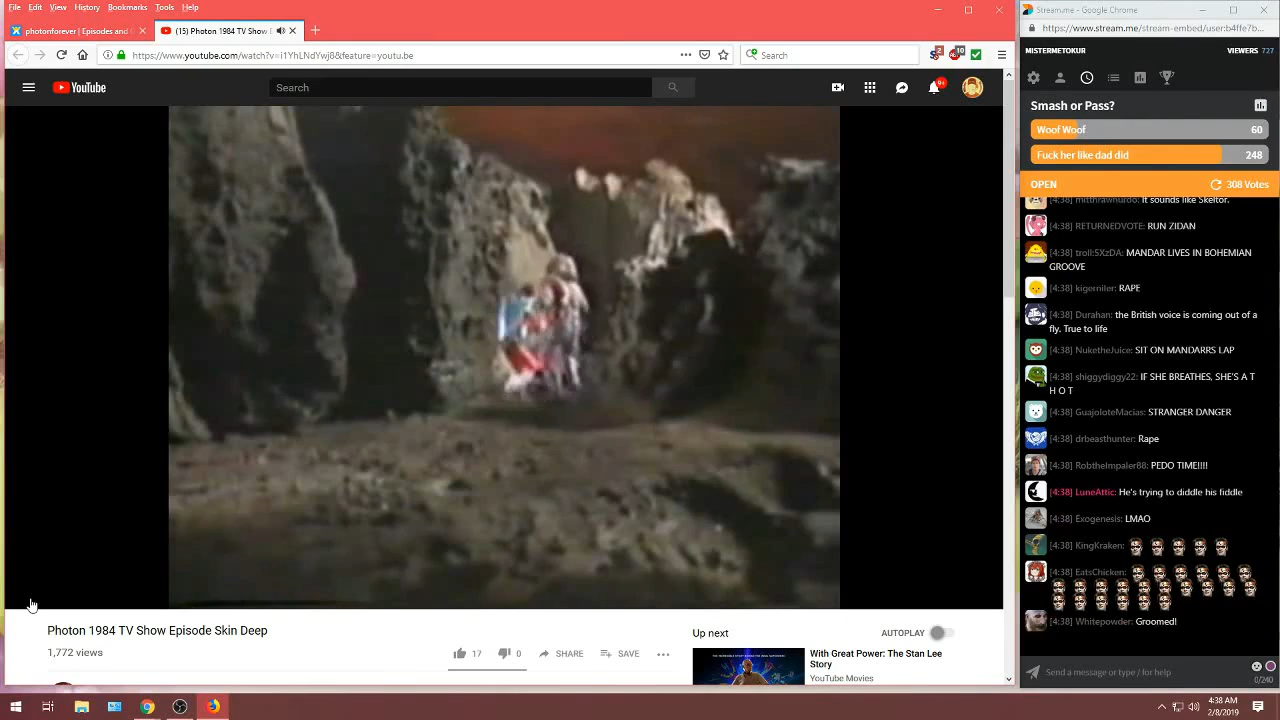 File Edit View History Bookmarks Tools Help
photonforever | Episodes and
(15) Photon 1984 TV Show
https://www.youtube.com/watch?v=i1YhLNdYwj8&feature=youtu.be
Search
2
10
YouTube
Search
9+
Photon 1984 TV Show Episode Skin Deep
1,772 views
17
0
SHARE
SAVE
Up next
AUTOPLAY
With Great Power: The Stan Lee
Story
YouTube Movies
Stream.me - Google Chrome
https://www.stream.me/stream-embed/user:b4ffe7b...
MISTERMETOKUR
VIEWERS 727
Smash or Pass?
Woof Woof 60
Fuck her like dad did 248
OPEN
308 Votes
It sounds like Skeltor.
[4:38] RETURNEDVOTE: RUN ZIDAN
[4:38] troll:5XzDA: MANDAR LIVES IN BOHEMIAN
GROOVE
[4:38] kigerniler: RAPE
[4:38] Durahan: the British voice is coming out of a
fly. True to life
[4:38] NuketheJuice: SIT ON MANDARRS LAP
[4:38] shiggydiggy22: IF SHE BREATHES, SHE'S A T
H O T
[4:38] GuajoloteMacias: STRANGER DANGER
[4:38] drbeasthunter: Rape
[4:38] RobtheImpaler88: PEDO TIME!!!!
[4:38] LuneAttic: He's trying to diddle his fiddle
[4:38] Exogenesis: LMAO
[4:38] KingKraken:
[4:38] EatsChicken:
[4:38] Whitepowder: Groomed!
Send a message or type / for help
0/240
4:38 AM
2/8/2019